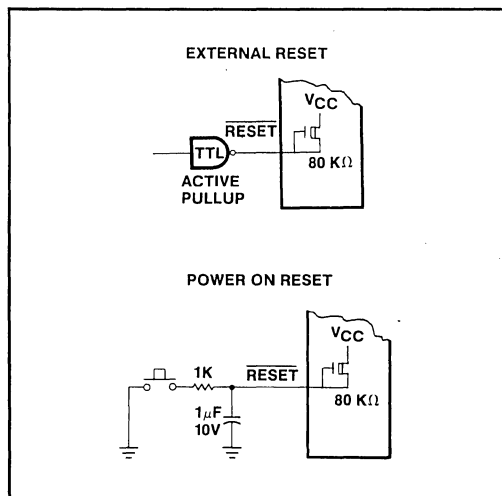 EXTERNAL RESET
VCC
RESET
TTL
80 KΩ
ACTIVE
PULLUP
POWER ON RESET
VCC
1K
RESET
80 KΩ
1μF
10V